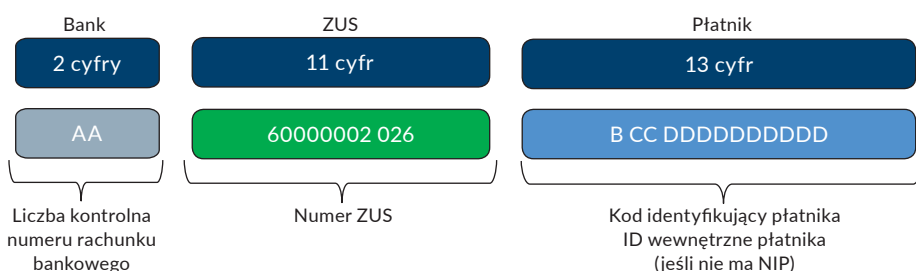 Bank
ZUS
Płatnik
2 cyfry
11 cyfr
13 cyfr
AA
60000002 026
B CC DDDDDDDDDD
Liczba kontrolna
numeru rachunku
bankowego
Numer ZUS
Kod identyfikujący płatnika
ID wewnętrzne płatnika
(jeśli nie ma NIP)